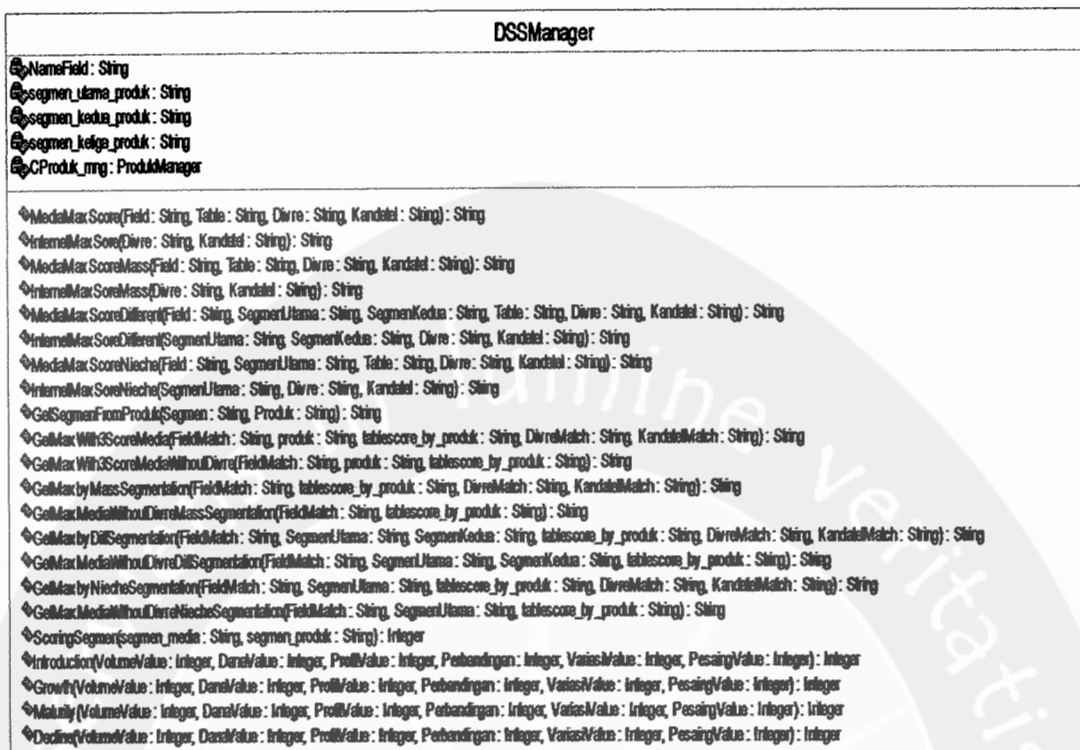 DSSManager
NameField : String
segmen_utama_produk : String
segmen_kedua_produk : String
segmen_ketiga_produk : String
CProduk_mng : ProdukManager
MediaMaxScore(Field : String, Table : String, Divre : String, Kandatel : String) : String
InternetMaxSore(Divre : String, Kandatel : String) : String
MediaMaxScoreMass(Field : String, Table : String, Divre : String, Kandatel : String) : String
InternetMaxSoreMass(Divre : String, Kandatel : String) : String
MediaMaxScoreDifferent(Field : String, SegmenUtama : String, SegmenKedua : String, Table : String, Divre : String, Kandatel : String) : String
InternetMaxSoreDifferent(SegmenUtama : String, SegmenKedua : String, Divre : String, Kandatel : String) : String
MediaMaxScoreNieche(Field : String, SegmenUtama : String, Table : String, Divre : String, Kandatel : String) : String
InternetMaxSoreNieche(SegmenUtama : String, Divre : String, Kandatel : String) : String
GetSegmenFromProduk(Segmen : String, Produk : String) : String
GetMaxWith3ScoreMedia(FieldMatch : String, produk : String, tablescore_by_produk : String, DivreMatch : String, KandatelMatch : String) : String
GetMaxWith3ScoreMediaWithoutDivre(FieldMatch : String, produk : String, tablescore_by_produk : String) : String
GetMaxbyMassSegmentation(FieldMatch : String, tablescore_by_produk : String, DivreMatch : String, KandatelMatch : String) : String
GetMaxMediaWithoutDivreMassSegmentation(FieldMatch : String, tablescore_by_produk : String) : String
GetMaxbyDiffSegmentation(FieldMatch : String, SegmenUtama : String, SegmenKedua : String, tablescore_by_produk : String, DivreMatch : String, KandatelMatch : String) : String
GetMaxMediaWithoutDivreDiffSegmentation(FieldMatch : String, SegmenUtama : String, SegmenKedua : String, tablescore_by_produk : String) : String
GetMaxbyNiecheSegmentation(FieldMatch : String, SegmenUtama : String, tablescore_by_produk : String, DivreMatch : String, KandatelMatch : String) : String
GetMaxMediaWithoutDivreNiecheSegmentation(FieldMatch : String, SegmenUtama : String, tablescore_by_produk : String) : String
ScoringSegmen(segmen_media : String, segmen_produk : String) : Integer
Introduction(VolumeValue : Integer, DanaValue : Integer, ProfitValue : Integer, Perbandingan : Integer, VariasiValue : Integer, PesaingValue : Integer) : Integer
Growth(VolumeValue : Integer, DanaValue : Integer, ProfitValue : Integer, Perbandingan : Integer, VariasiValue : Integer, PesaingValue : Integer) : Integer
Maturity(VolumeValue : Integer, DanaValue : Integer, ProfitValue : Integer, Perbandingan : Integer, VariasiValue : Integer, PesaingValue : Integer) : Integer
Decline(VolumeValue : Integer, DanaValue : Integer, ProfitValue : Integer, Perbandingan : Integer, VariasiValue : Integer, PesaingValue : Integer) : Integer
lumine veritati